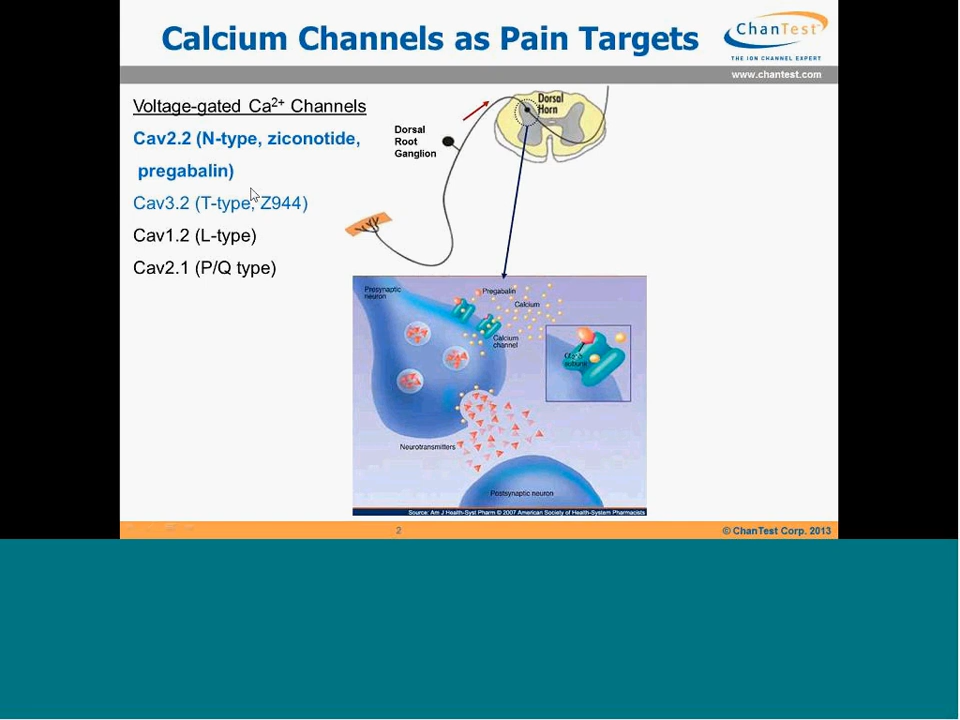 Calcium Channels as Pain Targets
ChanTest
THE ION CHANNEL EXPERT
www.chantest.com
Voltage-gated Ca2+ Channels
Cav2.2 (N-type, ziconotide,
pregabalin)
Cav3.2 (T-type, Z944)
Cav1.2 (L-type)
Cav2.1 (P/Q type)
Dorsal
Horn
Dorsal
Root
Ganglion
Presynaptic
neuron
Pregabalin
Calcium
Calcium
channel
subunit
Neurotransmitters
Postsynaptic neuron
Source: Am J Health-Syst Pharm © 2007 American Society of Health-System Pharmacists
2
© ChanTest Corp. 2013